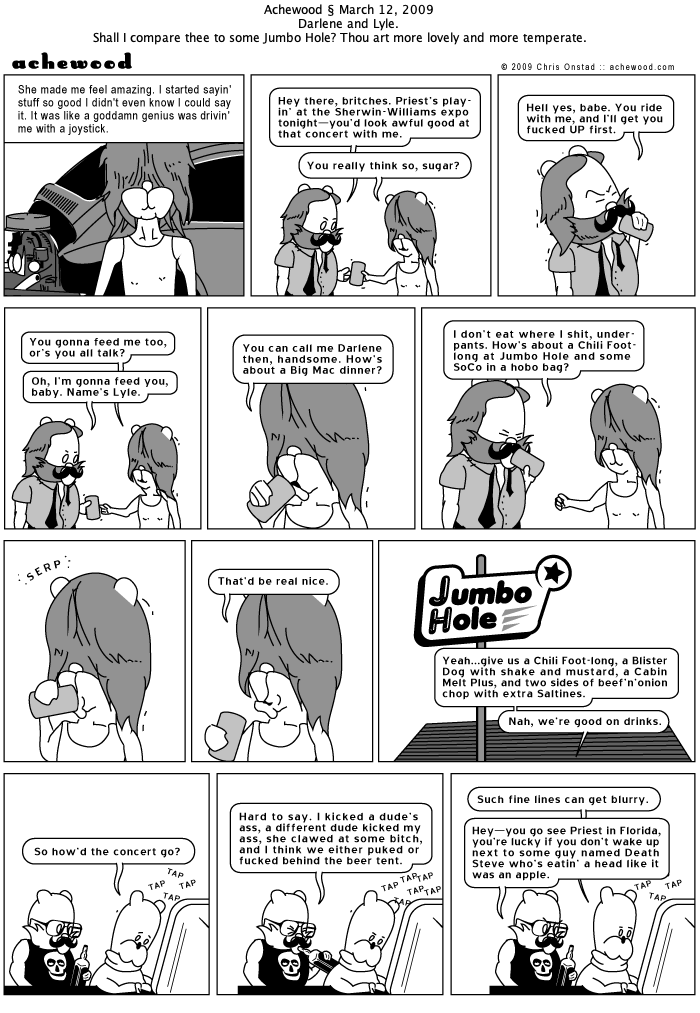 Achewood § March 12, 2009
Darlene and Lyle.
Shall I compare thee to some Jumbo Hole? Thou art more lovely and more temperate.
achewood
© 2009 Chris Onstad :: achewood.com
She made me feel amazing. I started sayin'
stuff so good I didn't even know I could say
it. It was like a goddamn genius was drivin'
me with a joystick.
Hey there, britches. Priest's play-
in' at the Sherwin-Williams expo
tonight—you'd look awful good at
that concert with me.
You really think so, sugar?
Hell yes, babe. You ride
with me, and I'll get you
fucked UP first.
You gonna feed me too,
or's you all talk?
Oh, I'm gonna feed you,
baby. Name's Lyle.
You can call me Darlene
then, handsome. How's
about a Big Mac dinner?
I don't eat where I shit, under-
pants. How's about a Chili Foot-
long at Jumbo Hole and some
SoCo in a hobo bag?
SERP
That'd be real nice.
Jumbo
Hole
Yeah...give us a Chili Foot-long, a Blister
Dog with shake and mustard, a Cabin
Melt Plus, and two sides of beef'n'onion
chop with extra Saltines.
Nah, we're good on drinks.
So how'd the concert go?
TAP
TAP TAP
TAP TAP
Hard to say. I kicked a dude's
ass, a different dude kicked my
ass, she clawed at some bitch,
and I think we either puked or
fucked behind the beer tent.
TAP TAP TAP
TAP TAP TAP
TAP TAP
Such fine lines can get blurry.
Hey—you go see Priest in Florida,
you're lucky if you don't wake up
next to some guy named Death
Steve who's eatin' a head like it
was an apple.
TAP TAP
TAP TAP